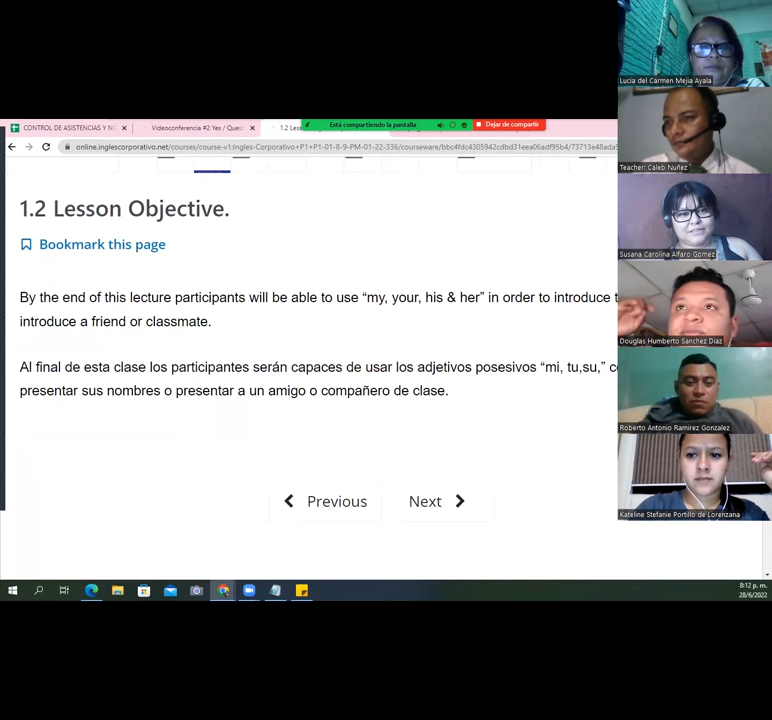 Lucia del Carmen Mejia Ayala
CONTROL DE ASISTENCIAS Y N
Videoconferencia #2 Yes / Quest
1.2 Les
Está compartiendo la pantalla
Dejar de compartir
online.inglescorporativo.net/courses/course-v1:Ingles-Corporativo+P1+P1-01-8-9-PM-01-22-336/courseware/
1.2 Lesson Objective.
Bookmark this page
By the end of this lecture participants will be able to use “my, your, his & her” in order to introduce t
introduce a friend or classmate.
Al final de esta clase los participantes serán capaces de usar los adjetivos posesivos “mi, tu,su,” c
presentar sus nombres o presentar a un amigo o compañero de clase.
Previous
Next
Teacher: Caleb Nuñez
Susana Carolina Alfaro Gomez
Douglas Humberto Sanchez Diaz
Roberto Antonio Ramirez Gonzalez
Kateline Stefanie Portillo de Lorenzana
8:12 p. m.
28/6/2022